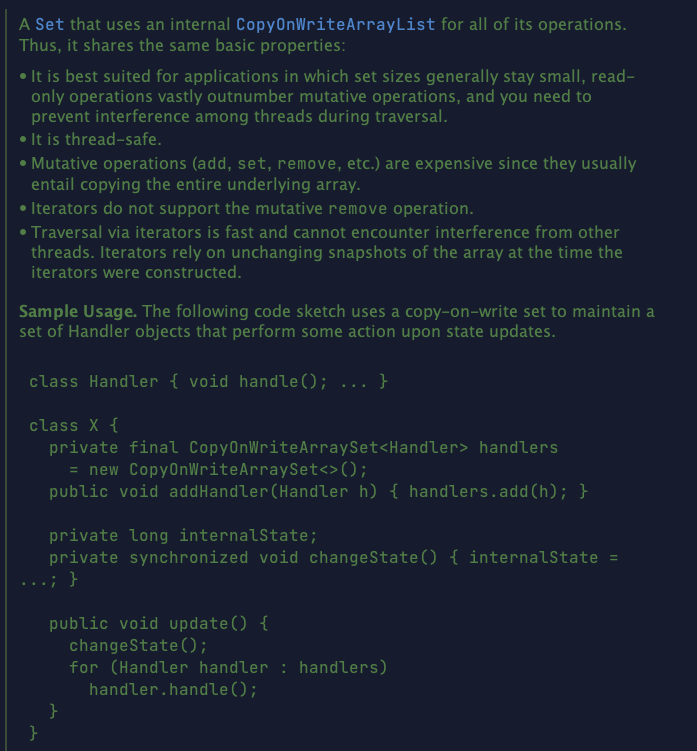 A Set that uses an internal CopyOnWriteArrayList for all of its operations.
Thus, it shares the same basic properties:
• It is best suited for applications in which set sizes generally stay small, read-
only operations vastly outnumber mutative operations, and you need to
prevent interference among threads during traversal.
• It is thread-safe.
• Mutative operations (add, set, remove, etc.) are expensive since they usually
entail copying the entire underlying array.
• Iterators do not support the mutative remove operation.
• Traversal via iterators is fast and cannot encounter interference from other
threads. Iterators rely on unchanging snapshots of the array at the time the
iterators were constructed.
Sample Usage. The following code sketch uses a copy-on-write set to maintain a
set of Handler objects that perform some action upon state updates.
class Handler { void handle(); ... }
class X {
  private final CopyOnWriteArraySet<Handler> handlers
    = new CopyOnWriteArraySet<>();
  public void addHandler(Handler h) { handlers.add(h); }
  private long internalState;
  private synchronized void changeState() { internalState =
...; }
  public void update() {
    changeState();
    for (Handler handler : handlers)
      handler.handle();
  }
}